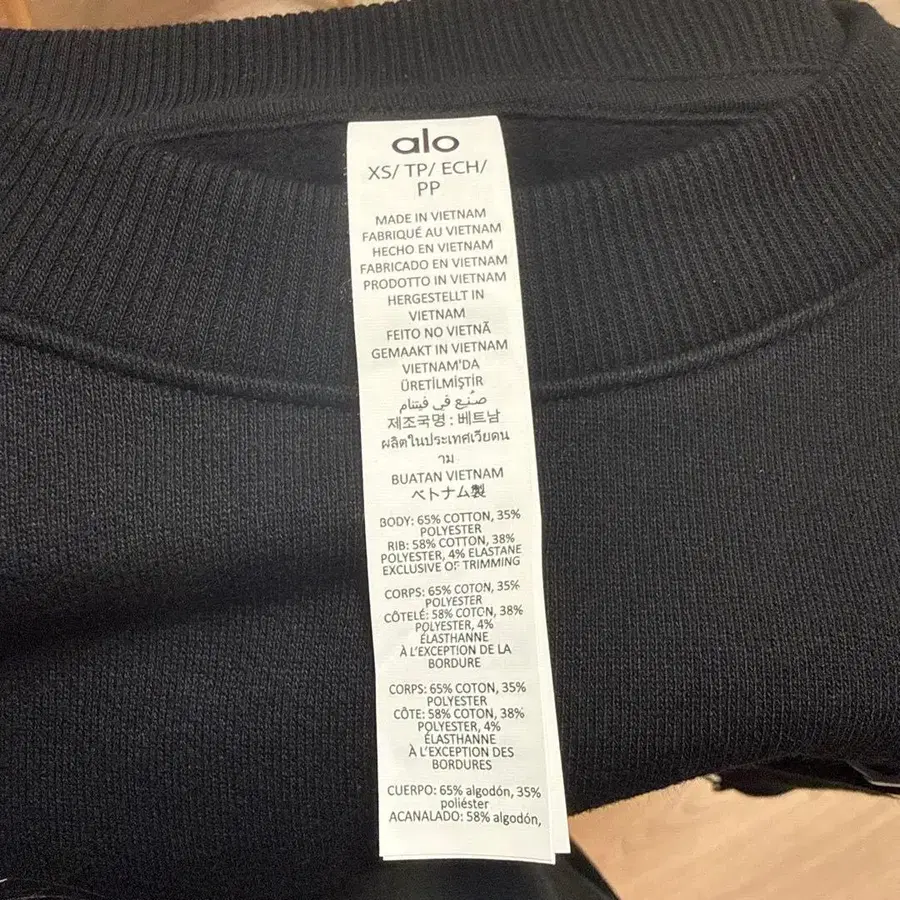 alo
XS/ TP/ ECH/
PP
MADE IN VIETNAM
FABRIQUÉ AU VIETNAM
HECHO EN VIETNAM
FABRICADO EN VIETNAM
PRODOTTO IN VIETNAM
HERGESTELLT IN
VIETNAM
FEITO NO VIETNÃ
GEMAAKT IN VIETNAM
VIETNAM'DA
ÜRETİLMİŞTİR
صُنِع في فيتنام
제조국명 : 베트남
ผลิตในประเทศเวียดน
าม
BUATAN VIETNAM
ベトナム製
BODY: 65% COTTON, 35%
POLYESTER
RIB: 58% COTTON, 38%
POLYESTER, 4% ELASTANE
EXCLUSIVE OF TRIMMING
CORPS: 65% COTON, 35%
POLYESTER
CÔTELÉ: 58% COTON, 38%
POLYESTER, 4%
ÉLASTHANNE
À L'EXCEPTION DE LA
BORDURE
CORPS: 65% COTON, 35%
POLYESTER
CÔTE: 58% COTON, 38%
POLYESTER, 4%
ÉLASTHANNE
À L'EXCEPTION DES
BORDURES
CUERPO: 65% algodón, 35%
poliéster
ACANALADO: 58% algodón,